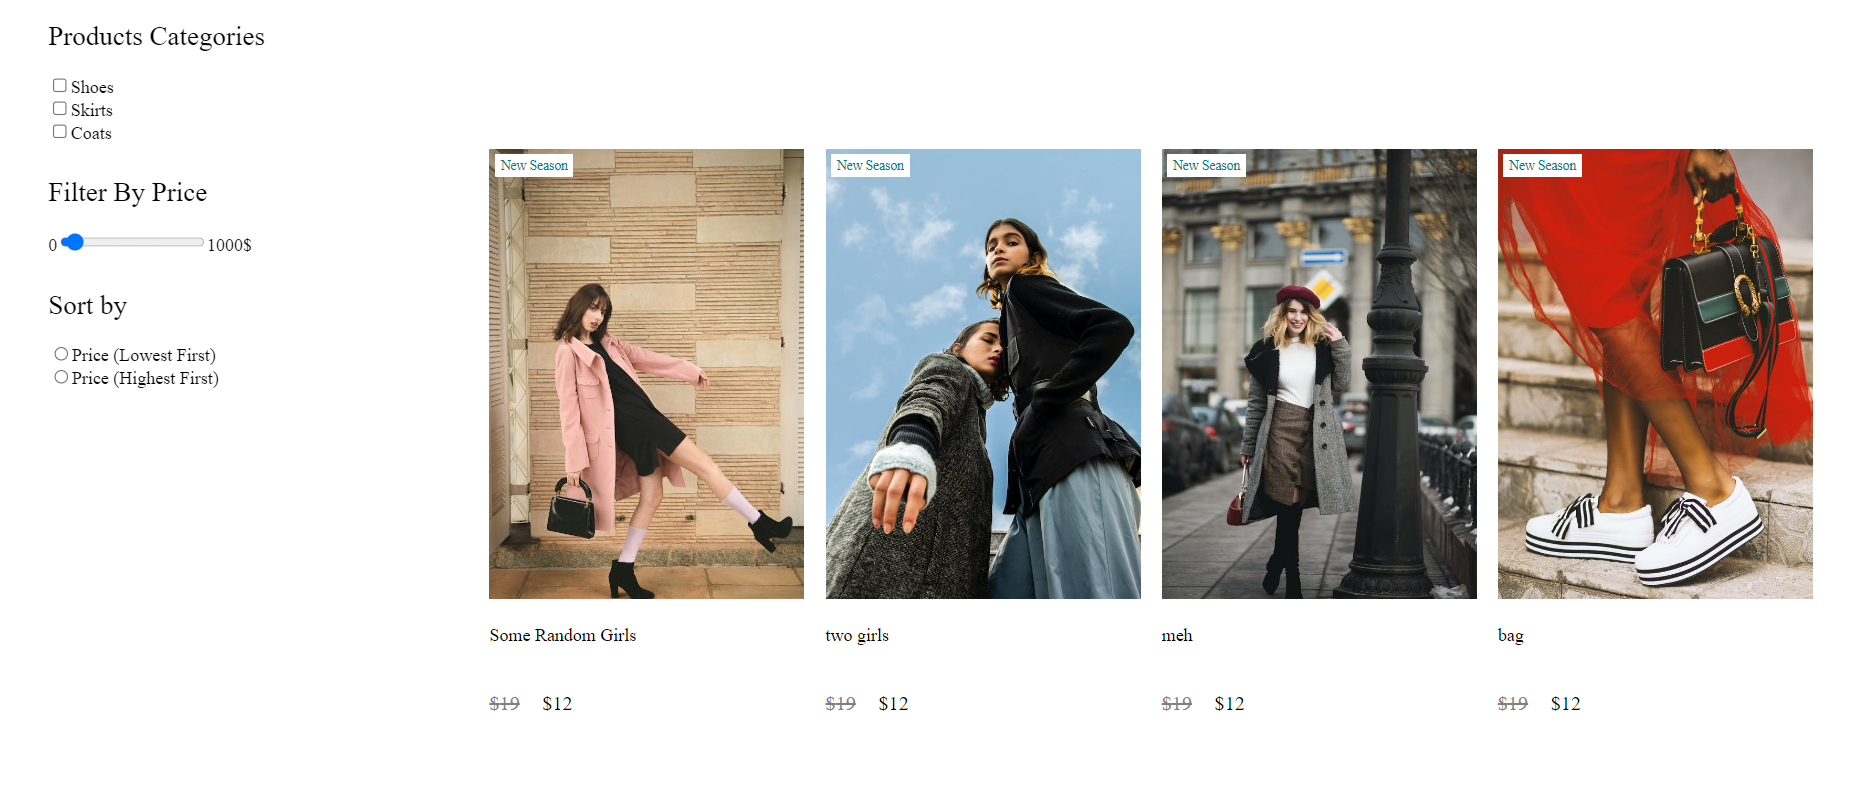 Products Categories
Shoes
Skirts
Coats
Filter By Price
0 1000$
Sort by
Price (Lowest First)
Price (Highest First)
New Season
New Season
New Season
New Season
Some Random Girls
two girls
meh
bag
$19 $12
$19 $12
$19 $12
$19 $12